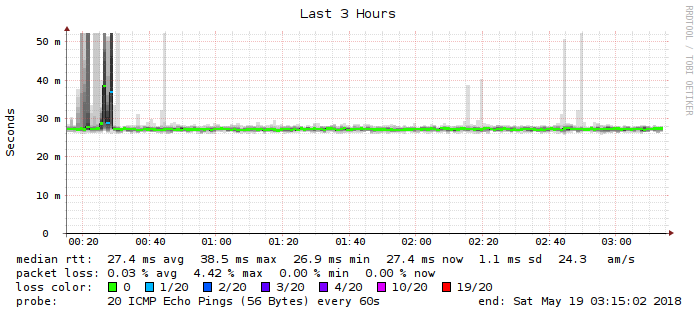 Last 3 Hours
RRDTOOL / TOBI OETIKER
Seconds
50 m
40 m
30 m
20 m
10 m
0
00:20 00:40 01:00 01:20 01:40 02:00 02:20 02:40 03:00
median rtt: 27.4 ms avg 38.5 ms max 26.9 ms min 27.4 ms now 1.1 ms sd 24.3 am/s
packet loss: 0.03 % avg 4.42 % max 0.00 % min 0.00 % now
loss color: 0 1/20 2/20 3/20 4/20 10/20 19/20
probe: 20 ICMP Echo Pings (56 Bytes) every 60s end: Sat May 19 03:15:02 2018